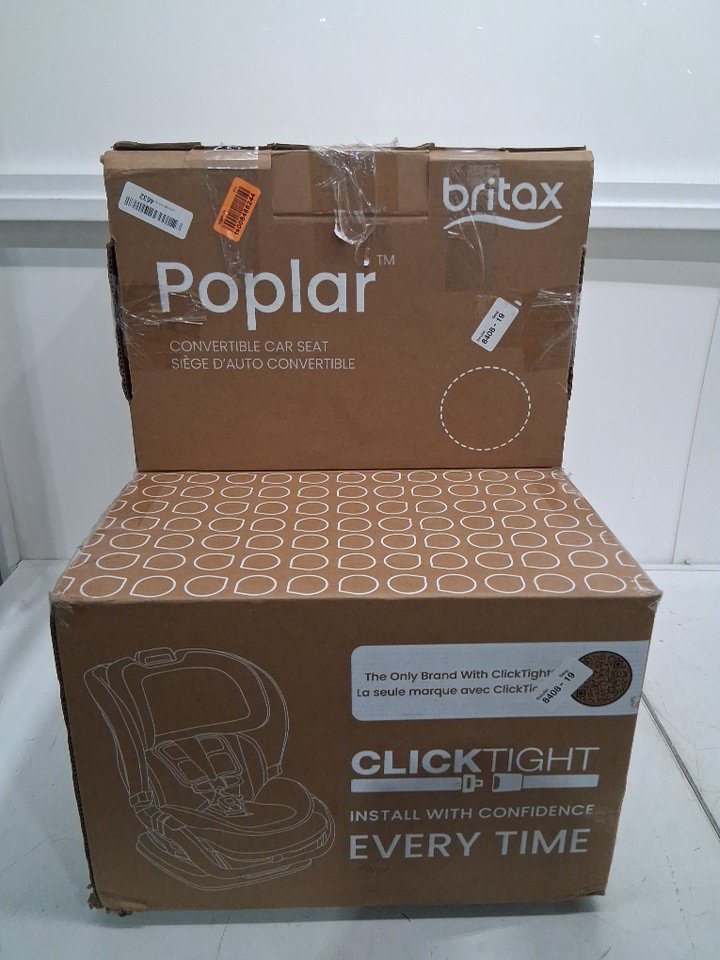 britax
Poplar™
CONVERTIBLE CAR SEAT
SIÈGE D'AUTO CONVERTIBLE
8408 - 19
The Only Brand With ClickTight
La seule marque avec ClickTi
8408 - 19
CLICKTIGHT
INSTALL WITH CONFIDENCE
EVERY TIME